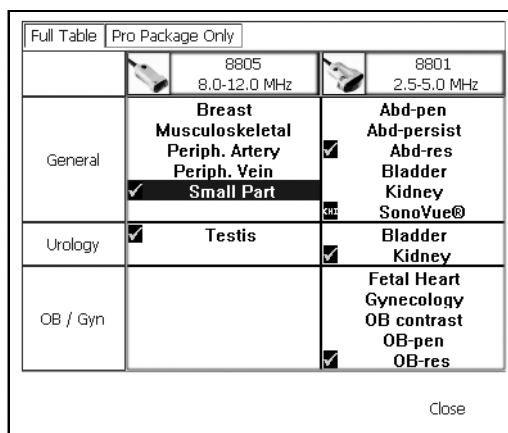 Full Table Pro Package Only
8805 8801
8.0-12.0 MHz 2.5-5.0 MHz
General
Breast
Musculoskeletal
Periph. Artery
Periph. Vein
Small Part
Abd-pen
Abd-persist
Abd-res
Bladder
Kidney
CHI SonoVue®
Urology
Testis
Bladder
Kidney
OB / Gyn
Fetal Heart
Gynecology
OB contrast
OB-pen
OB-res
Close